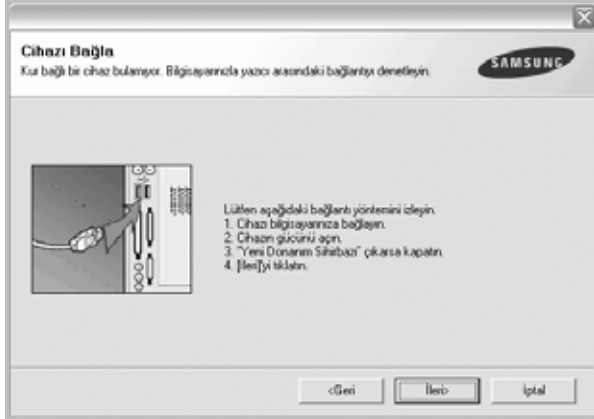 Cihazı Bağla
Kur bağlı bir cihaz bulamıyor. Bilgisayarınızla yazıcı arasındaki bağlantıyı denetleyin.
SAMSUNG
Lütfen aşağıdaki bağlantı yöntemini izleyin.
1. Cihazı bilgisayarınıza bağlayın.
2. Cihazın gücünü açın.
3. "Yeni Donanım Sihirbazı" çıkarsa kapatın.
4. [İleri]'yi tıklatın.
<Geri
İleri>
İptal